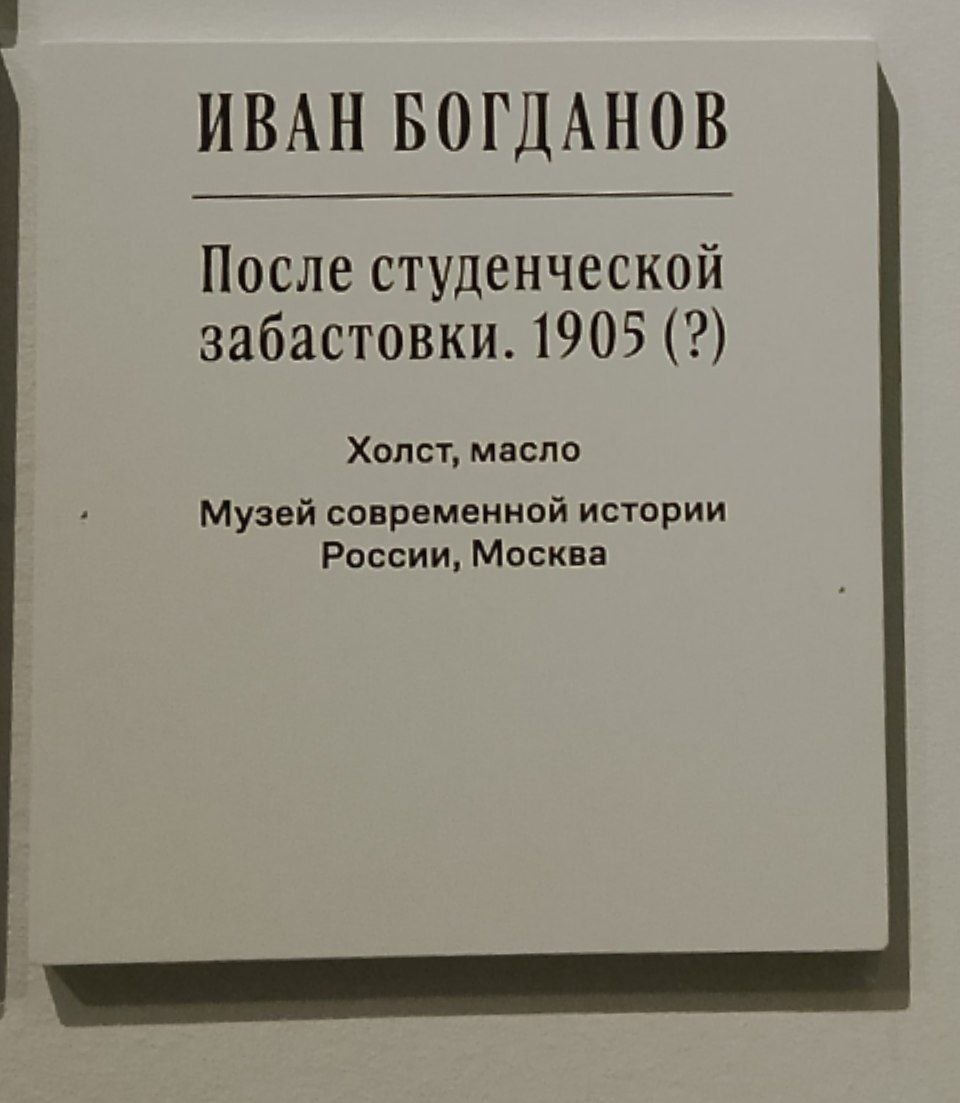 ИВАН БОГДАНОВ
После студенческой
забастовки. 1905 (?)
Холст, масло
Музей современной истории
России, Москва